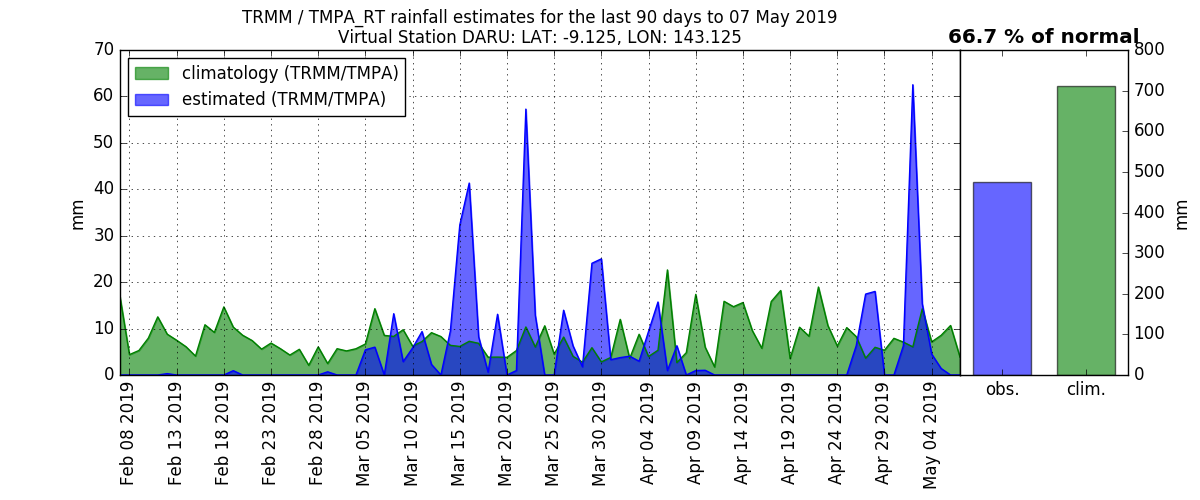 TRMM / TMPA_RT rainfall estimates for the last 90 days to 07 May 2019
Virtual Station DARU: LAT: -9.125, LON: 143.125
66.7 % of normal
climatology (TRMM/TMPA)
estimated (TRMM/TMPA)
mm
70
60
50
40
30
20
10
0
Feb 08 2019
Feb 13 2019
Feb 18 2019
Feb 23 2019
Feb 28 2019
Mar 05 2019
Mar 10 2019
Mar 15 2019
Mar 20 2019
Mar 25 2019
Mar 30 2019
Apr 04 2019
Apr 09 2019
Apr 14 2019
Apr 19 2019
Apr 24 2019
Apr 29 2019
May 04 2019
obs.
clim.
800
700
600
500
400
300
200
100
0
mm